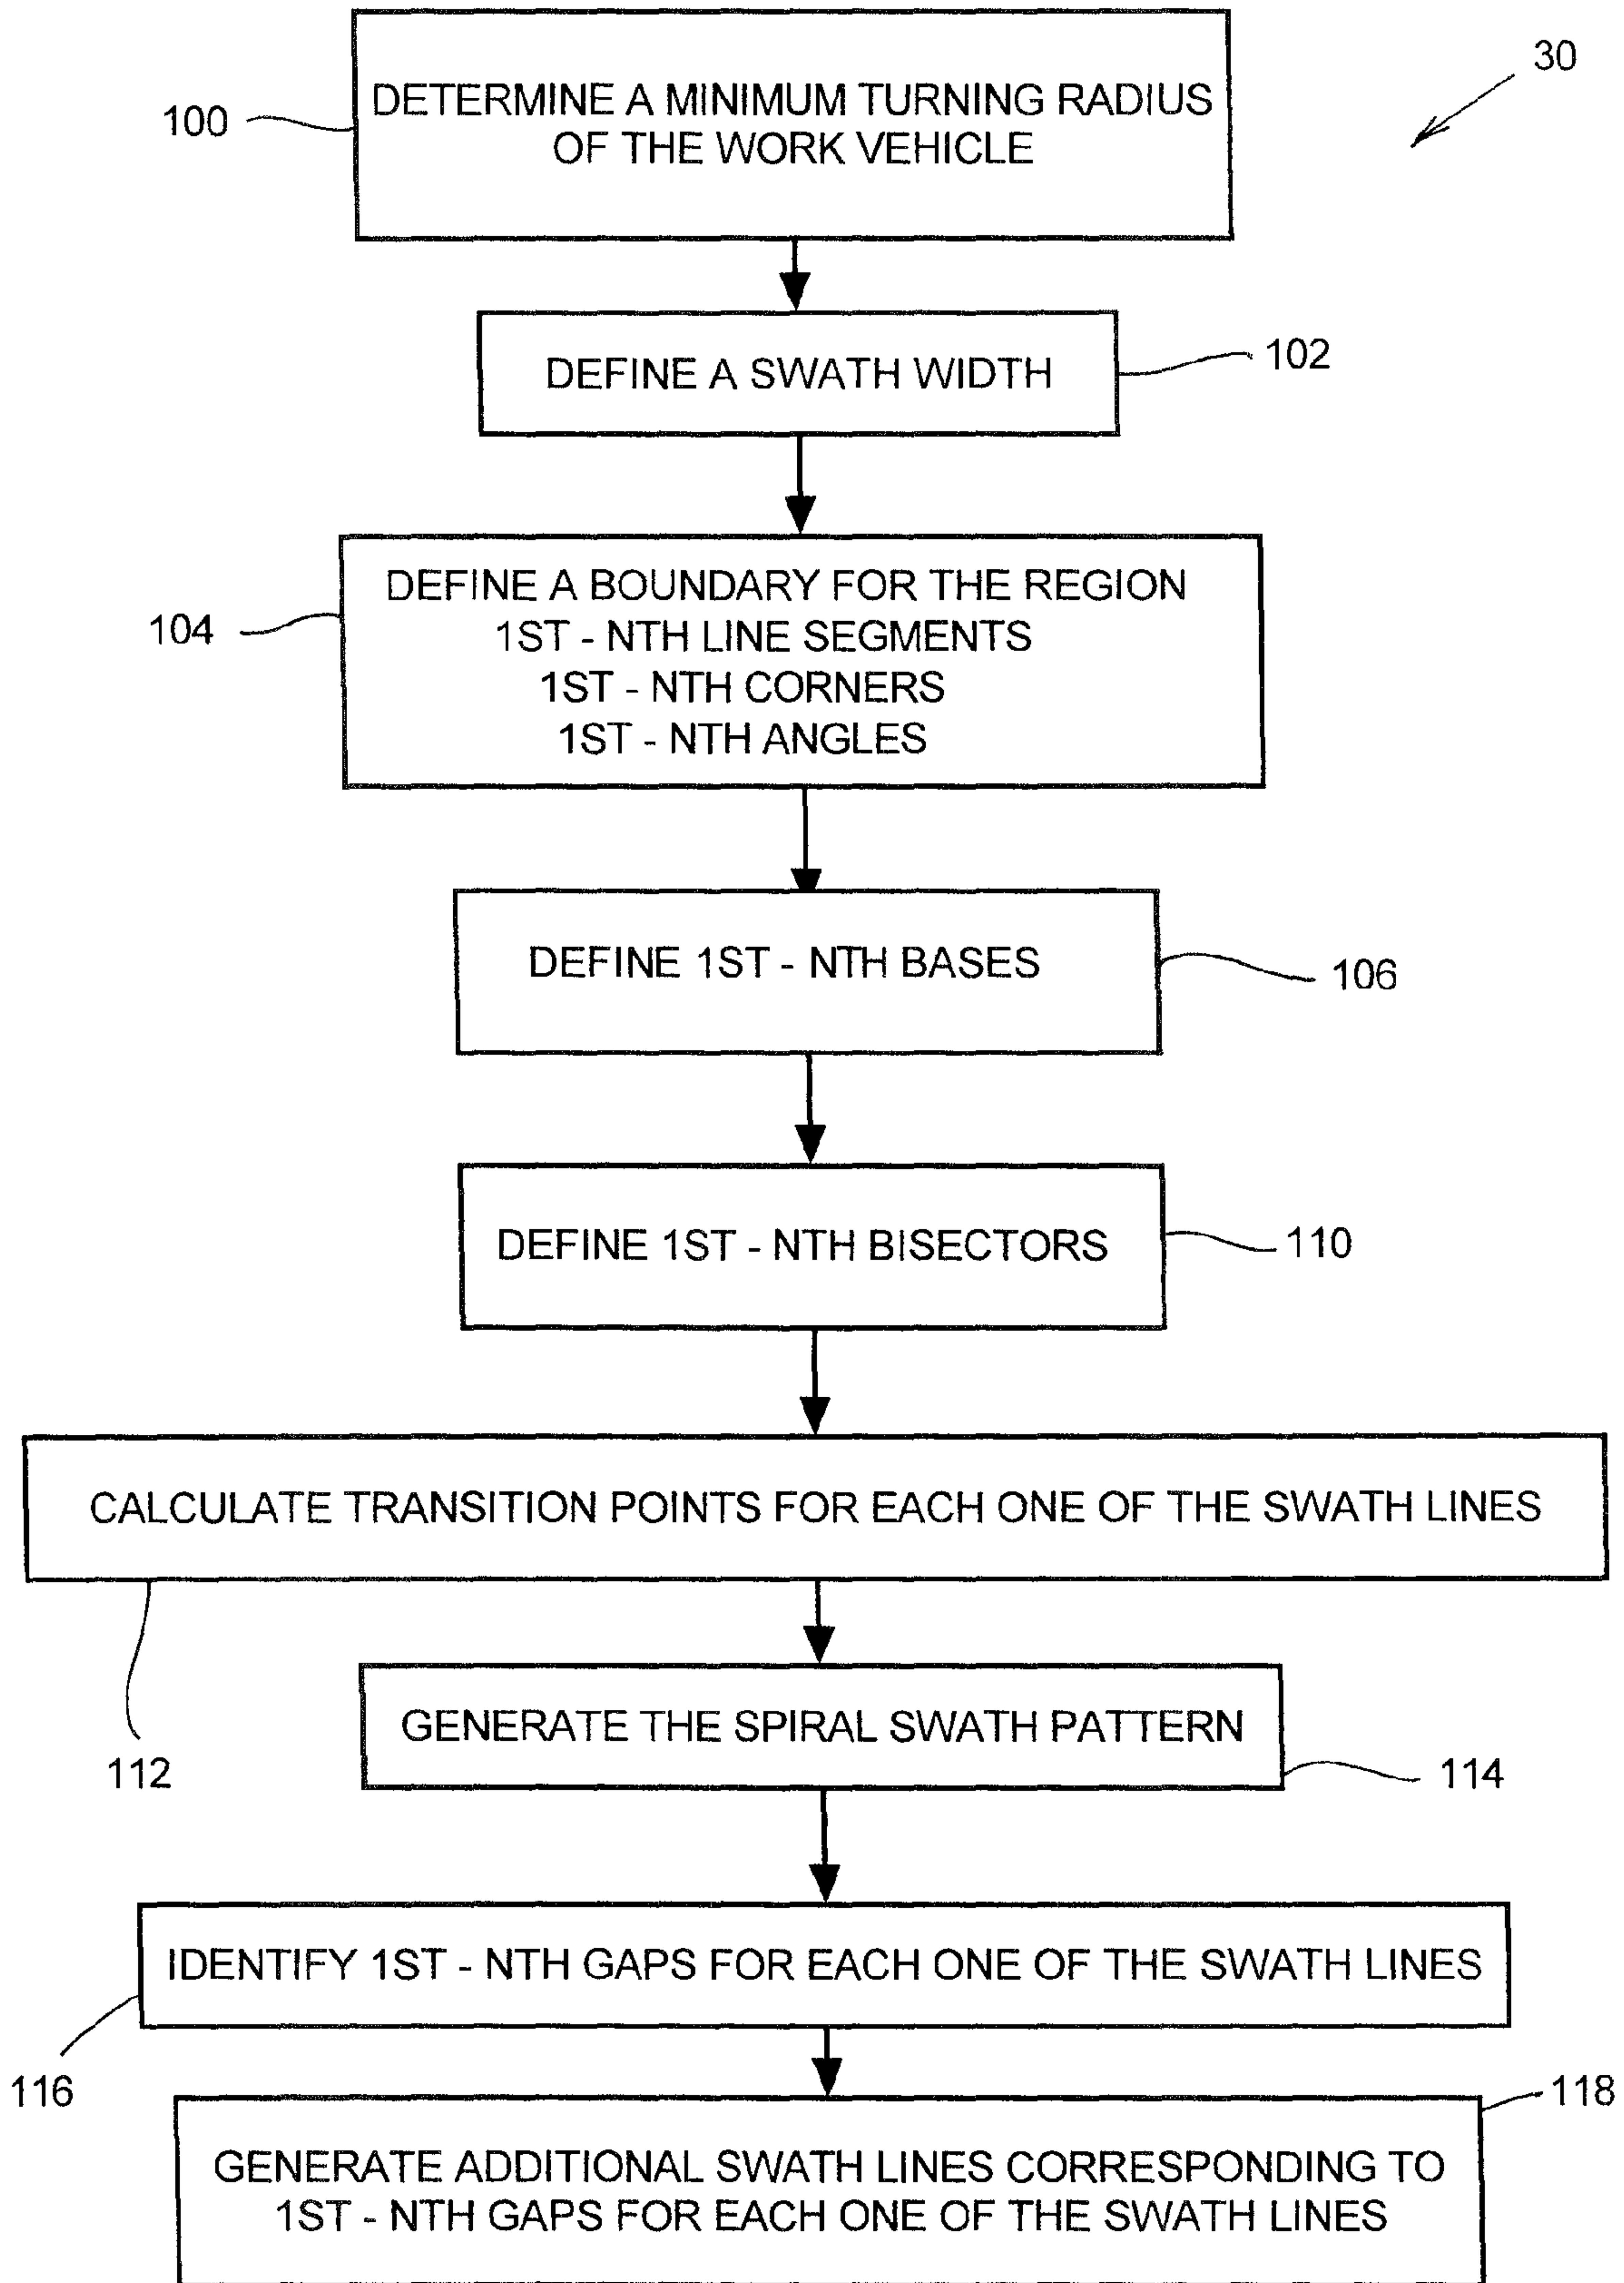 30
100
DETERMINE A MINIMUM TURNING RADIUS
OF THE WORK VEHICLE
DEFINE A SWATH WIDTH
102
104
DEFINE A BOUNDARY FOR THE REGION
1ST - NTH LINE SEGMENTS
1ST - NTH CORNERS
1ST - NTH ANGLES
DEFINE 1ST - NTH BASES
106
DEFINE 1ST - NTH BISECTORS
110
CALCULATE TRANSITION POINTS FOR EACH ONE OF THE SWATH LINES
112
GENERATE THE SPIRAL SWATH PATTERN
114
IDENTIFY 1ST - NTH GAPS FOR EACH ONE OF THE SWATH LINES
116
118
GENERATE ADDITIONAL SWATH LINES CORRESPONDING TO
1ST - NTH GAPS FOR EACH ONE OF THE SWATH LINES